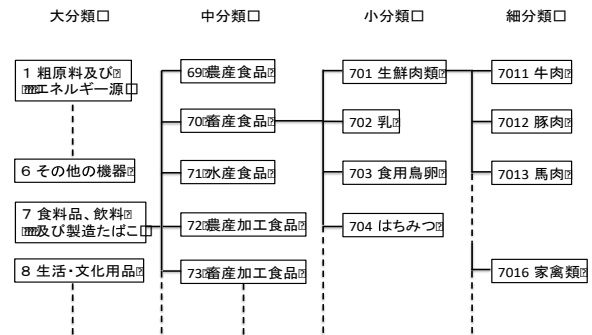 大分類 中分類 小分類 細分類
1 粗原料及び
エネルギー源
69 農産食品
701 生鮮肉類
7011 牛肉
70 畜産食品
702 乳
7012 豚肉
6 その他の機器
71 水産食品
703 食用鳥卵
7013 馬肉
7 食料品、飲料
及び製造たばこ
72 農産加工食品
704 はちみつ
8 生活・文化用品
73 畜産加工食品
7016 家禽類